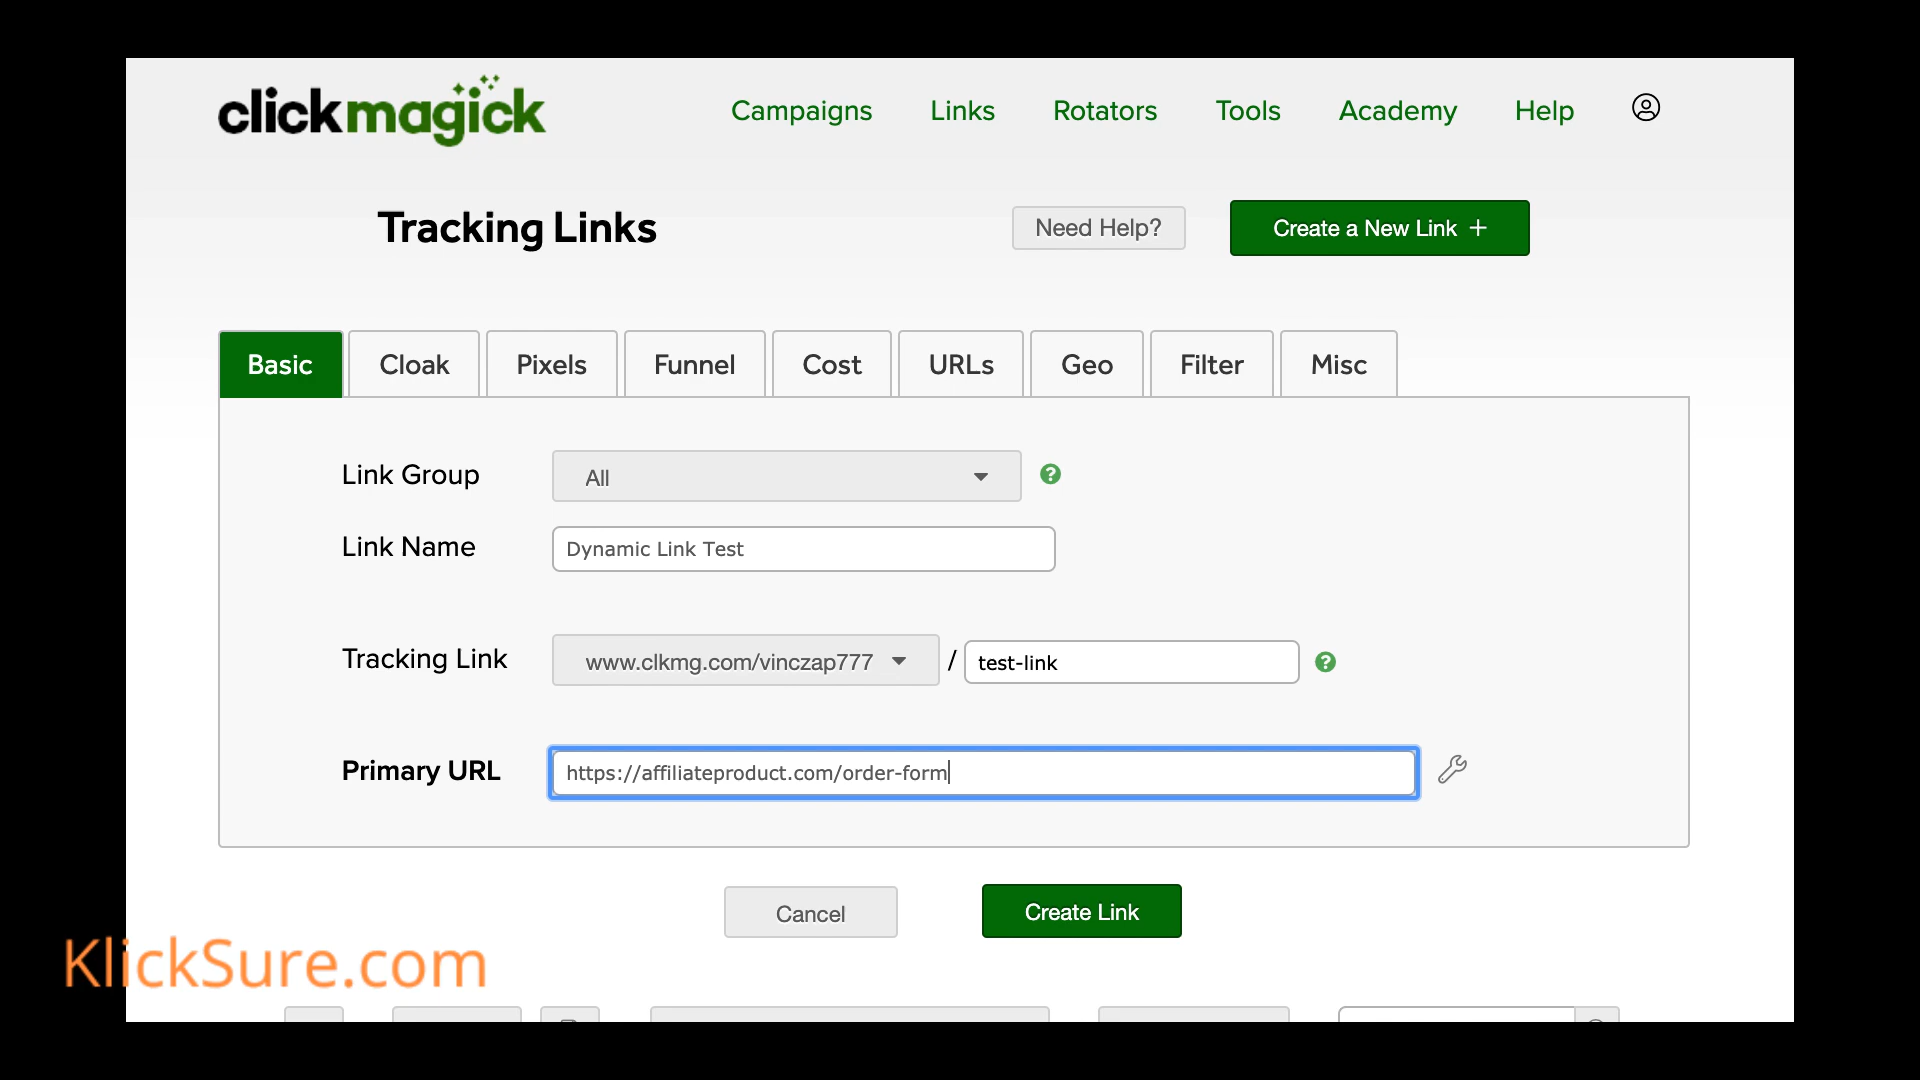 clickmagick
Campaigns Links Rotators Tools Academy Help
Tracking Links
Need Help?
Create a New Link +
Basic Cloak Pixels Funnel Cost URLs Geo Filter Misc
Link Group
All
?
Link Name
Dynamic Link Test
Tracking Link
www.clkmg.com/vinczap777
/
test-link
?
Primary URL
https://affiliateproduct.com/order-form
Cancel
Create Link
KlickSure.com